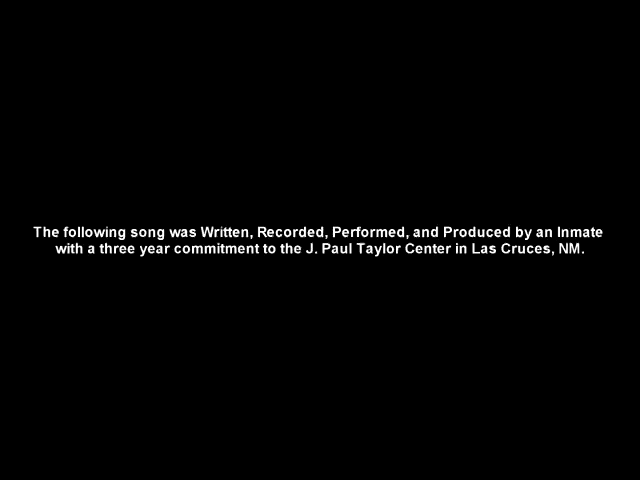 The following song was Written, Recorded, Performed, and Produced by an Inmate
with a three year commitment to the J. Paul Taylor Center in Las Cruces, NM.